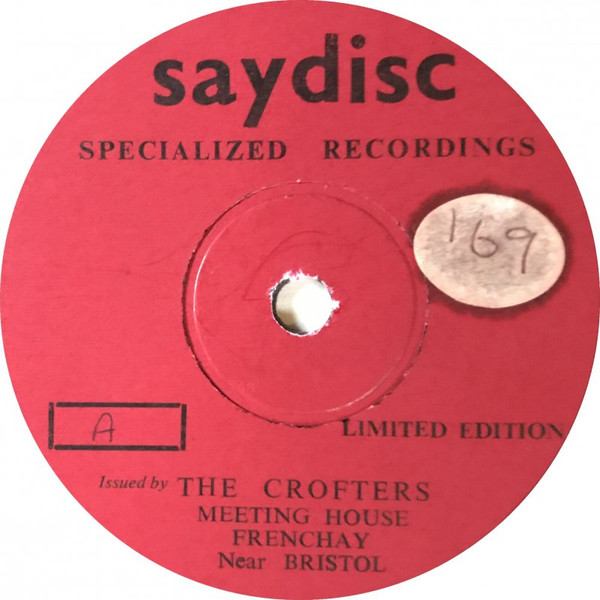 saydisc
SPECIALIZED RECORDINGS
'169
A
LIMITED EDITION
Issued by THE CROFTERS
MEETING HOUSE
FRENCHAY
Near BRISTOL